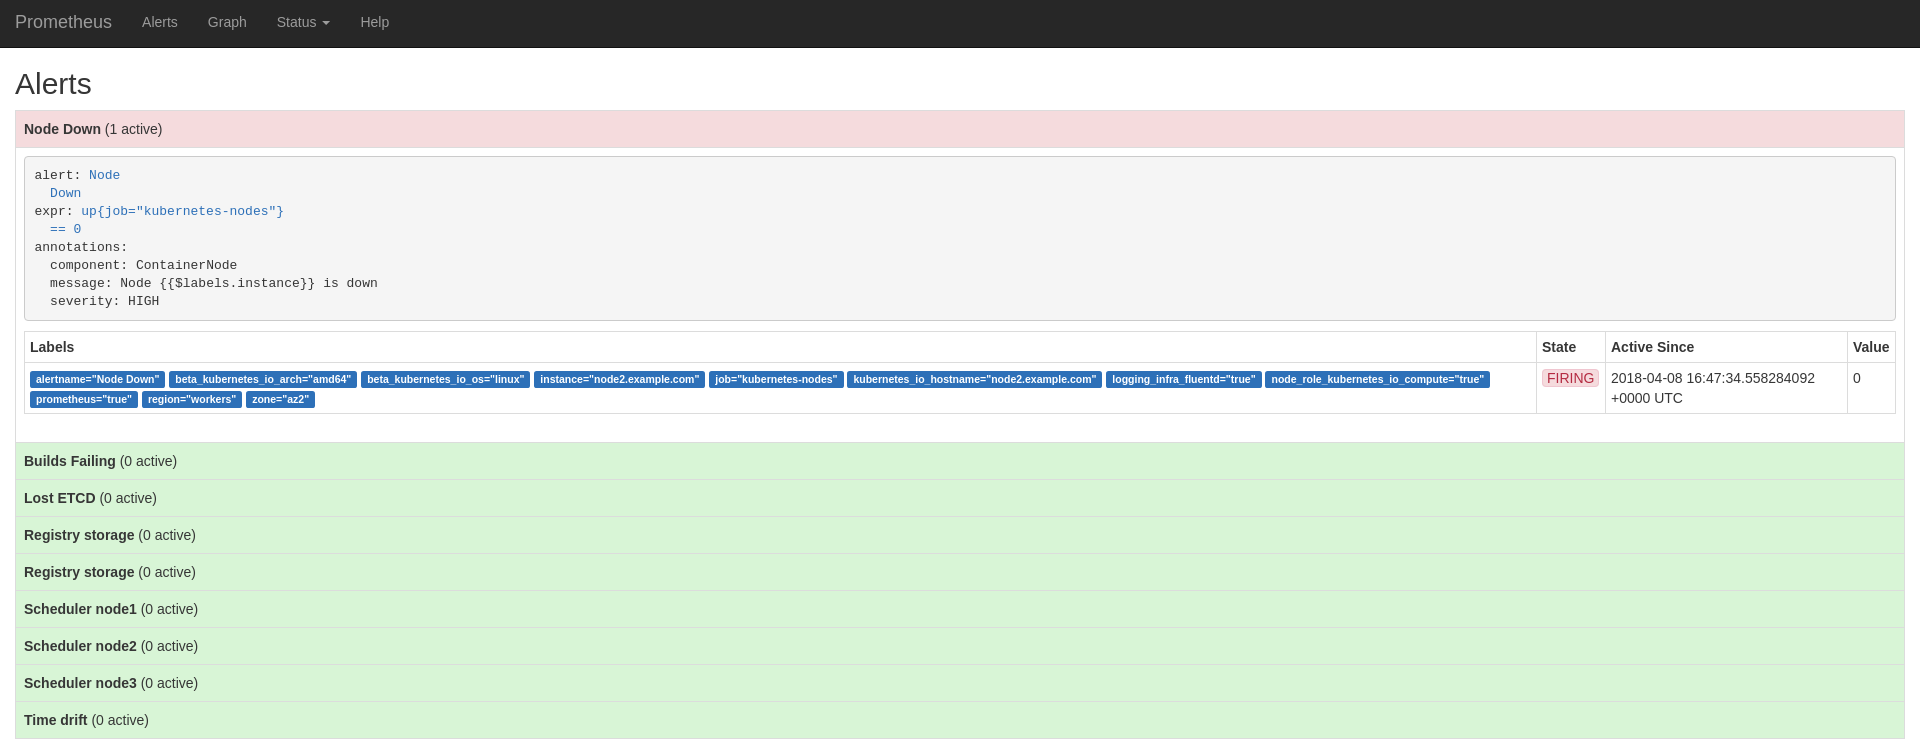 Prometheus Alerts Graph Status Help
Alerts
Node Down (1 active)
alert: Node
Down
expr: up{job="kubernetes-nodes"}
== 0
annotations:
component: ContainerNode
message: Node {{$labels.instance}} is down
severity: HIGH
Labels State Active Since Value
alertname="Node Down" beta_kubernetes_io_arch="amd64" beta_kubernetes_io_os="linux" instance="node2.example.com" job="kubernetes-nodes" kubernetes_io_hostname="node2.example.com" logging_infra_fluentd="true" node_role_kubernetes_io_compute="true" FIRING 2018-04-08 16:47:34.558284092 0
prometheus="true" region="workers" zone="az2" +0000 UTC
Builds Failing (0 active)
Lost ETCD (0 active)
Registry storage (0 active)
Registry storage (0 active)
Scheduler node1 (0 active)
Scheduler node2 (0 active)
Scheduler node3 (0 active)
Time drift (0 active)